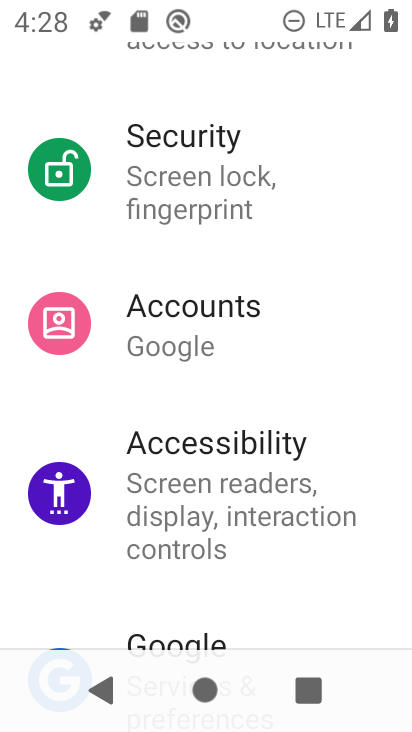 4:28
LTE
access to location
Security
Screen lock,
fingerprint
Accounts
Google
Accessibility
Screen readers,
display, interaction
controls
Google
Services &
preferences